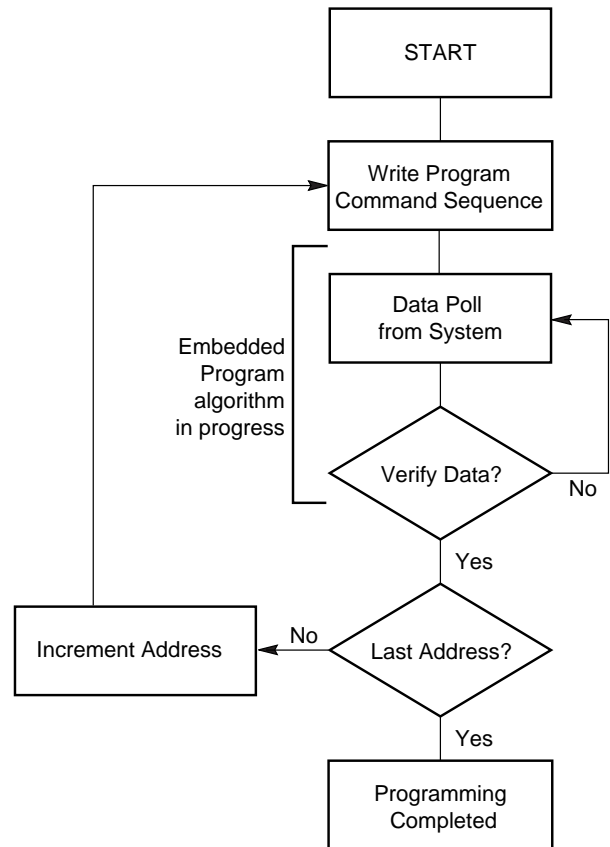 START
Write Program
Command Sequence
Data Poll
from System
Embedded
Program
algorithm
in progress
Verify Data?
No
Yes
Increment Address
No
Last Address?
Yes
Programming
Completed